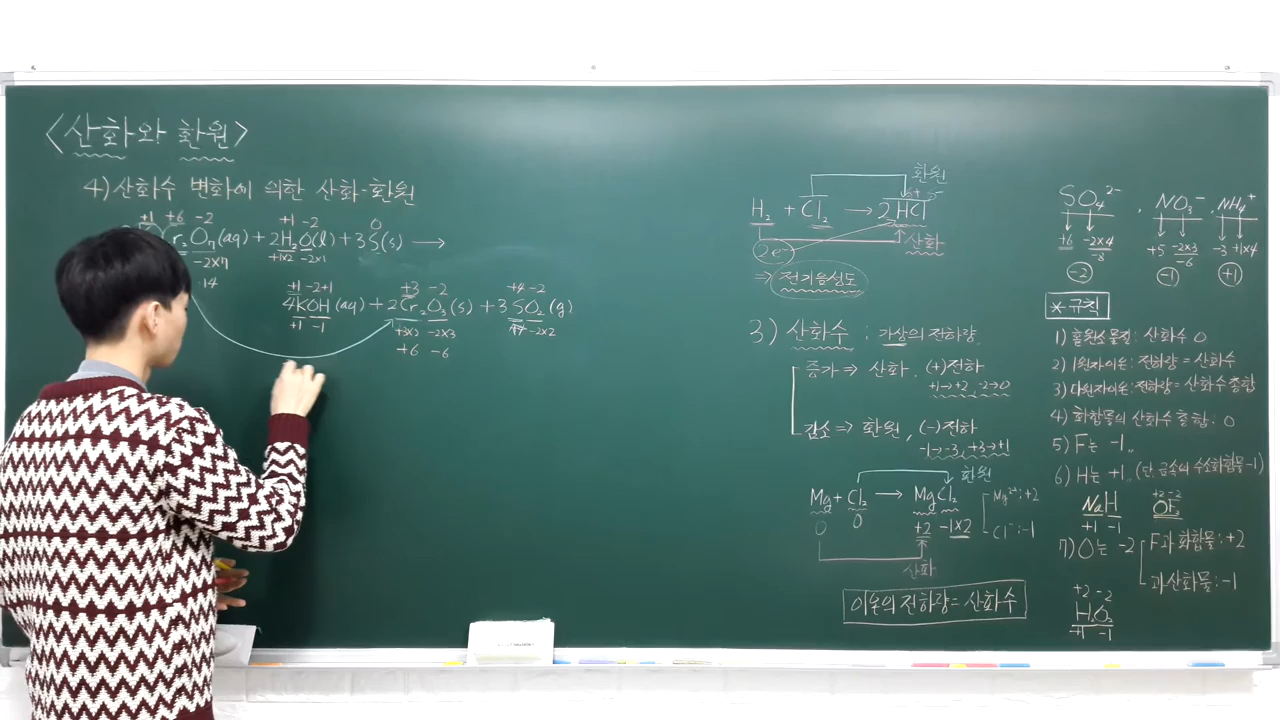 <산화와 환원>
4) 산화수 변화에 의한 산화-환원
+1 +6 -2 +1 -2 0
r₂O₇(aq) + 2H₂O(l) + 3S(s) →
-2×7 +1×2 -2×1
14
+1 -2 +1 +3 -2 +4 -2
4KOH(aq) + 2Cr₂O₃(s) + 3SO₂(g)
+1 -1 +3×2 -2×3 -2×2
+6 -6
환원
H₂ + Cl₂ → 2HCl
2e⁻
산화
⇒ 전기음성도
3) 산화수 : 가상의 전하량
증가 ⇒ 산화, (+)전하
+1→+2, -2→0
감소 ⇒ 환원, (-)전하
-1→-3, +3→+1
환원
Mg + Cl₂ → MgCl₂
Mg²⁺: +2
0 0 +2 -1×2
Cl⁻: -1
산화
이온의 전하량 = 산화수
SO₄²⁻, NO₃⁻, NH₄⁺
+6 -2×4 +5 -2×3 -3 +1×4
-8 -6
-2 -1 +1
*규칙
1) 홑원소 물질: 산화수 0
2) 1원자 이온: 전하량 = 산화수
3) 다원자 이온: 전하량 = 산화수 총합
4) 화합물의 산화수 총합: 0
5) F는 -1
6) H는 +1 (단, 금속의 수소화합물 -1)
+2 -2
NaH OF₂
+1 -1
7) O는 -2
F과 화합물: +2
과산화물: -1
+2 -2
H₂O₂
+1 -1